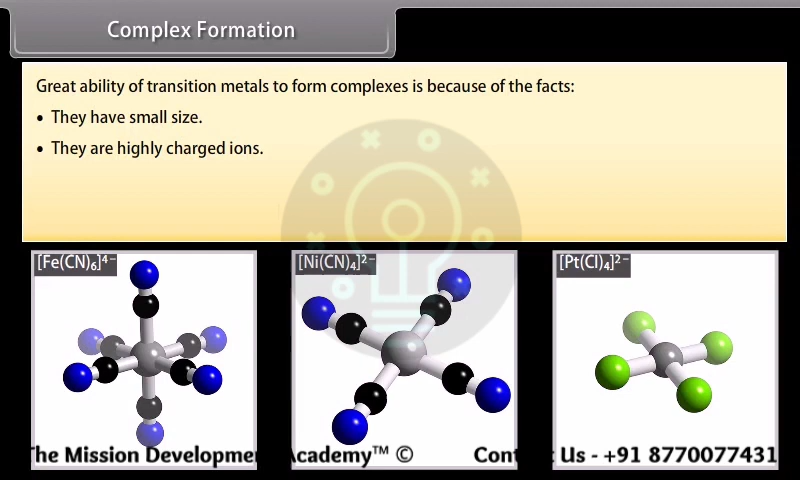 Complex Formation
Great ability of transition metals to form complexes is because of the facts:
• They have small size.
• They are highly charged ions.
[Fe(CN)₆]⁴⁻
[Ni(CN)₄]²⁻
[Pt(Cl)₄]²⁻
The Mission Development Academy™ © Contact Us - +91 8770077431